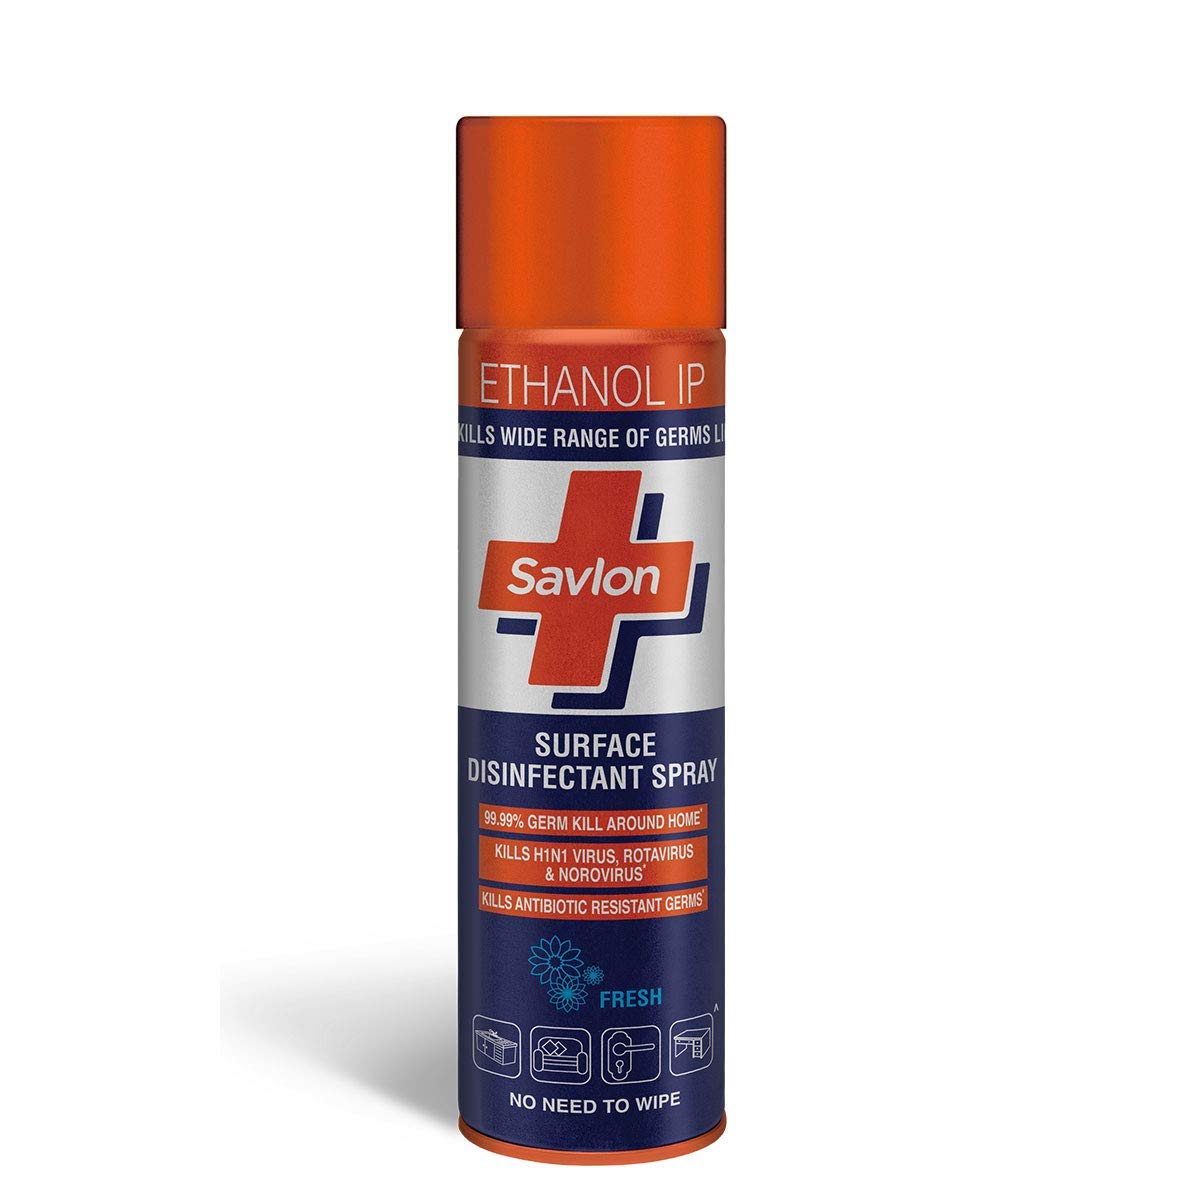 ETHANOL IP
KILLS WIDE RANGE OF GERMS
Savlon
SURFACE
DISINFECTANT SPRAY
99.99% GERM KILL AROUND HOME*
KILLS H1N1 VIRUS, ROTAVIRUS
& NOROVIRUS*
KILLS ANTIBIOTIC RESISTANT GERMS*
FRESH
^
NO NEED TO WIPE